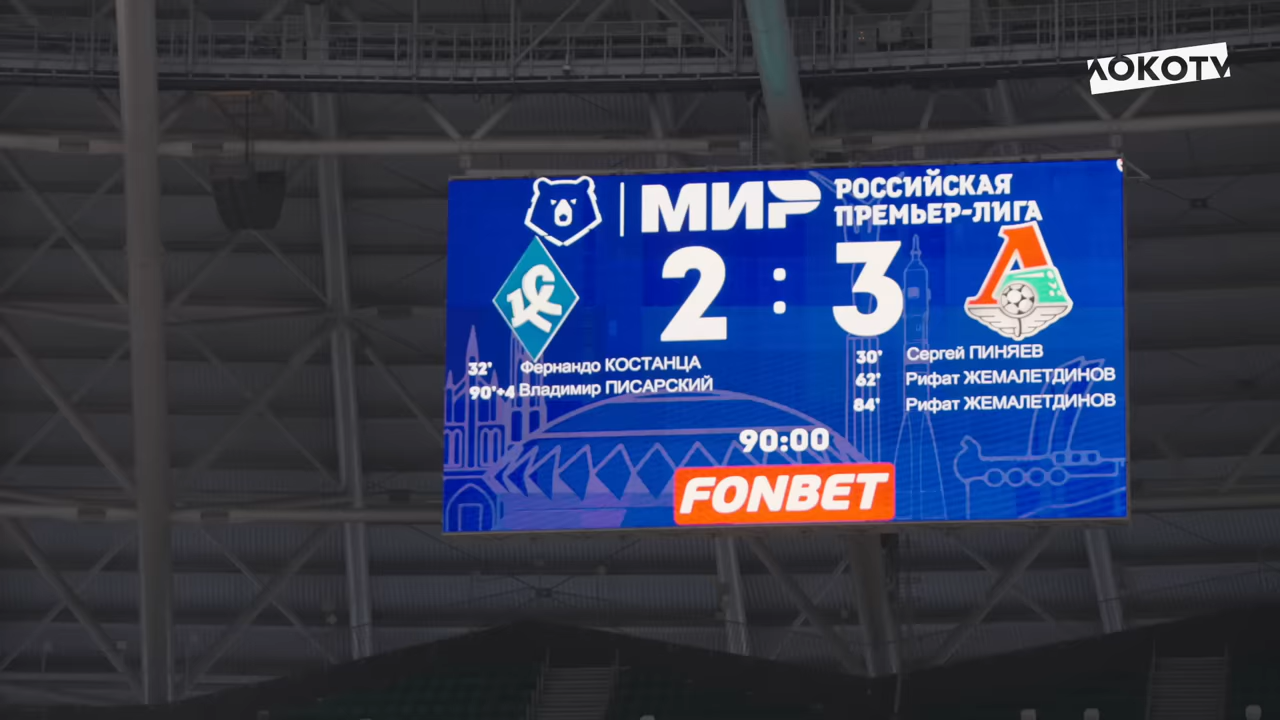 ЛОКОTV
МИР РОССИЙСКАЯ
ПРЕМЬЕР-ЛИГА
2 : 3
32' Фернандо КОСТАНЦА
90'+4 Владимир ПИСАРСКИЙ
30' Сергей ПИНЯЕВ
62' Рифат ЖЕМАЛЕТДИНОВ
84' Рифат ЖЕМАЛЕТДИНОВ
90:00
FONBET